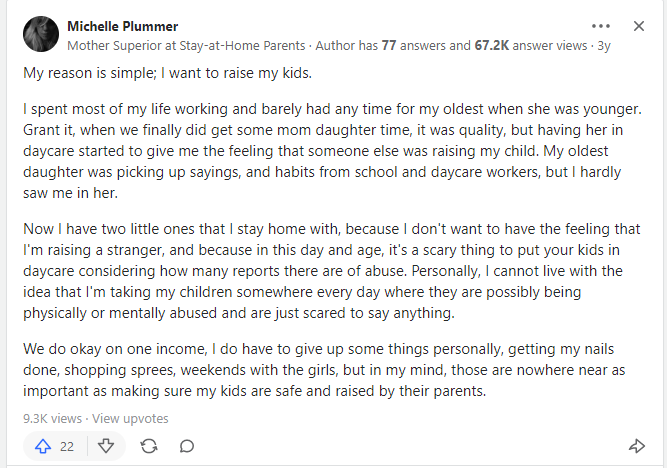 Michelle Plummer
Mother Superior at Stay-at-Home Parents · Author has 77 answers and 67.2K answer views · 3y
My reason is simple; I want to raise my kids.
I spent most of my life working and barely had any time for my oldest when she was younger.
Grant it, when we finally did get some mom daughter time, it was quality, but having her in
daycare started to give me the feeling that someone else was raising my child. My oldest
daughter was picking up sayings, and habits from school and daycare workers, but I hardly
saw me in her.
Now I have two little ones that I stay home with, because I don't want to have the feeling that
I'm raising a stranger, and because in this day and age, it's a scary thing to put your kids in
daycare considering how many reports there are of abuse. Personally, I cannot live with the
idea that I'm taking my children somewhere every day where they are possibly being
physically or mentally abused and are just scared to say anything.
We do okay on one income, I do have to give up some things personally, getting my nails
done, shopping sprees, weekends with the girls, but in my mind, those are nowhere near as
important as making sure my kids are safe and raised by their parents.
9.3K views · View upvotes
22